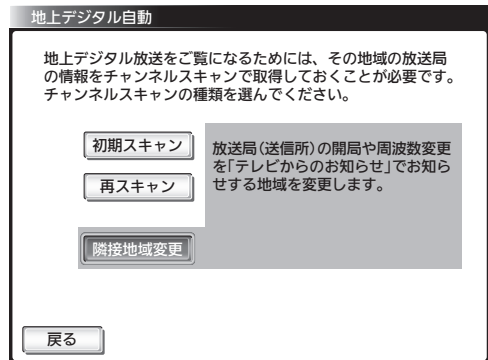 地上デジタル自動
地上デジタル放送をご覧になるためには、その地域の放送局
の情報をチャンネルスキャンで取得しておくことが必要です。
チャンネルスキャンの種類を選んでください。
初期スキャン
再スキャン
隣接地域変更
放送局(送信所)の開局や周波数変更
を「テレビからのお知らせ」でお知ら
せする地域を変更します。
戻る